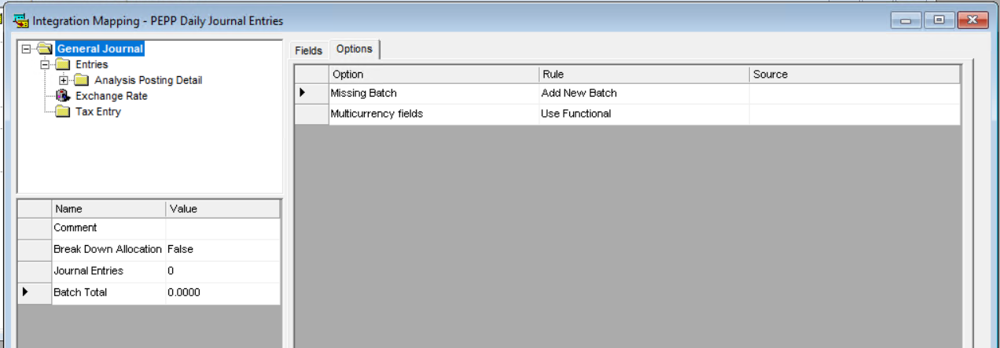 Integration Mapping - PEPP Daily Journal Entries
General Journal
Entries
Analysis Posting Detail
Exchange Rate
Tax Entry
Name Value
Comment
Break Down Allocation False
Journal Entries 0
Batch Total 0.0000
Fields Options
Option Rule Source
Missing Batch Add New Batch
Multicurrency fields Use Functional